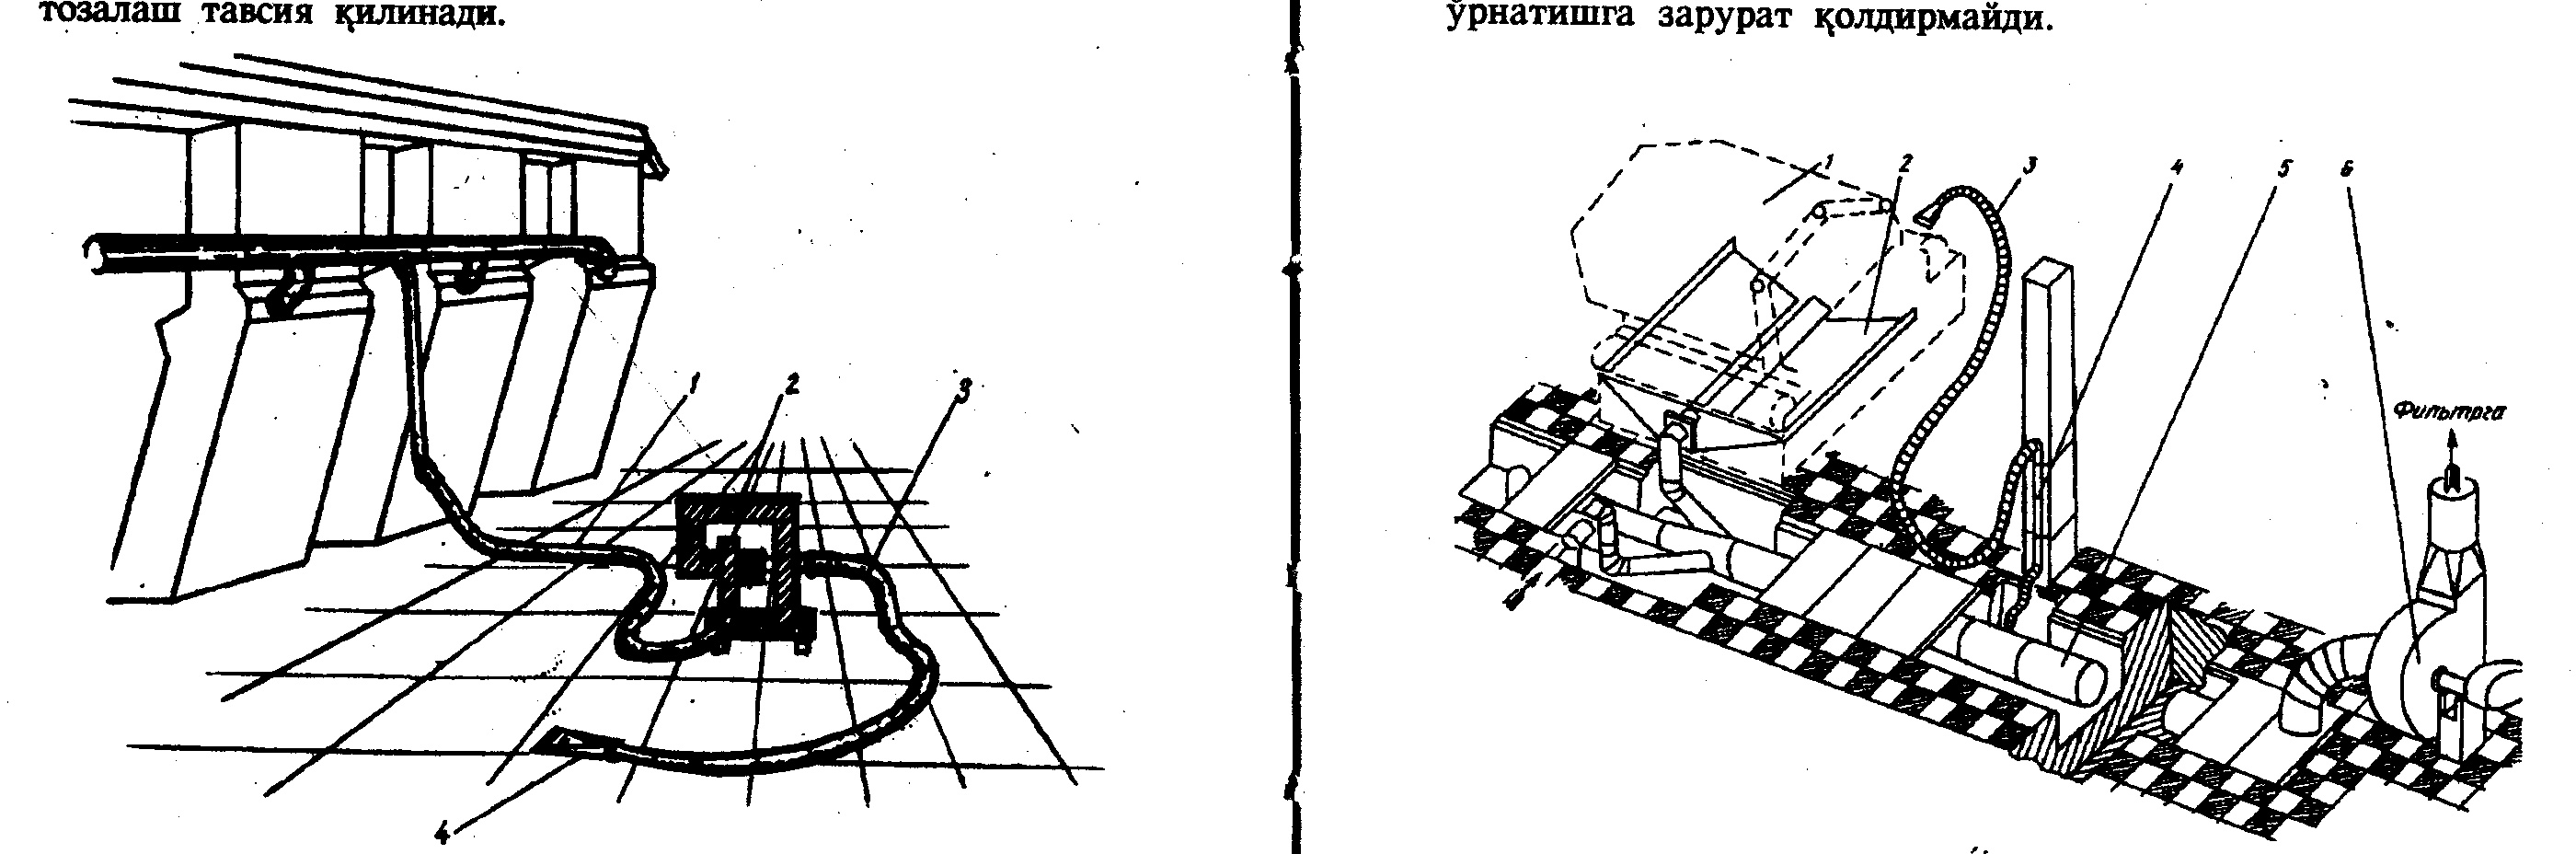 тозалаш тавсия қилинади.
1 2 3
4
ўрнатишга зарурат қолдирмайди.
1 2 3 4 5 6
Фильтрга